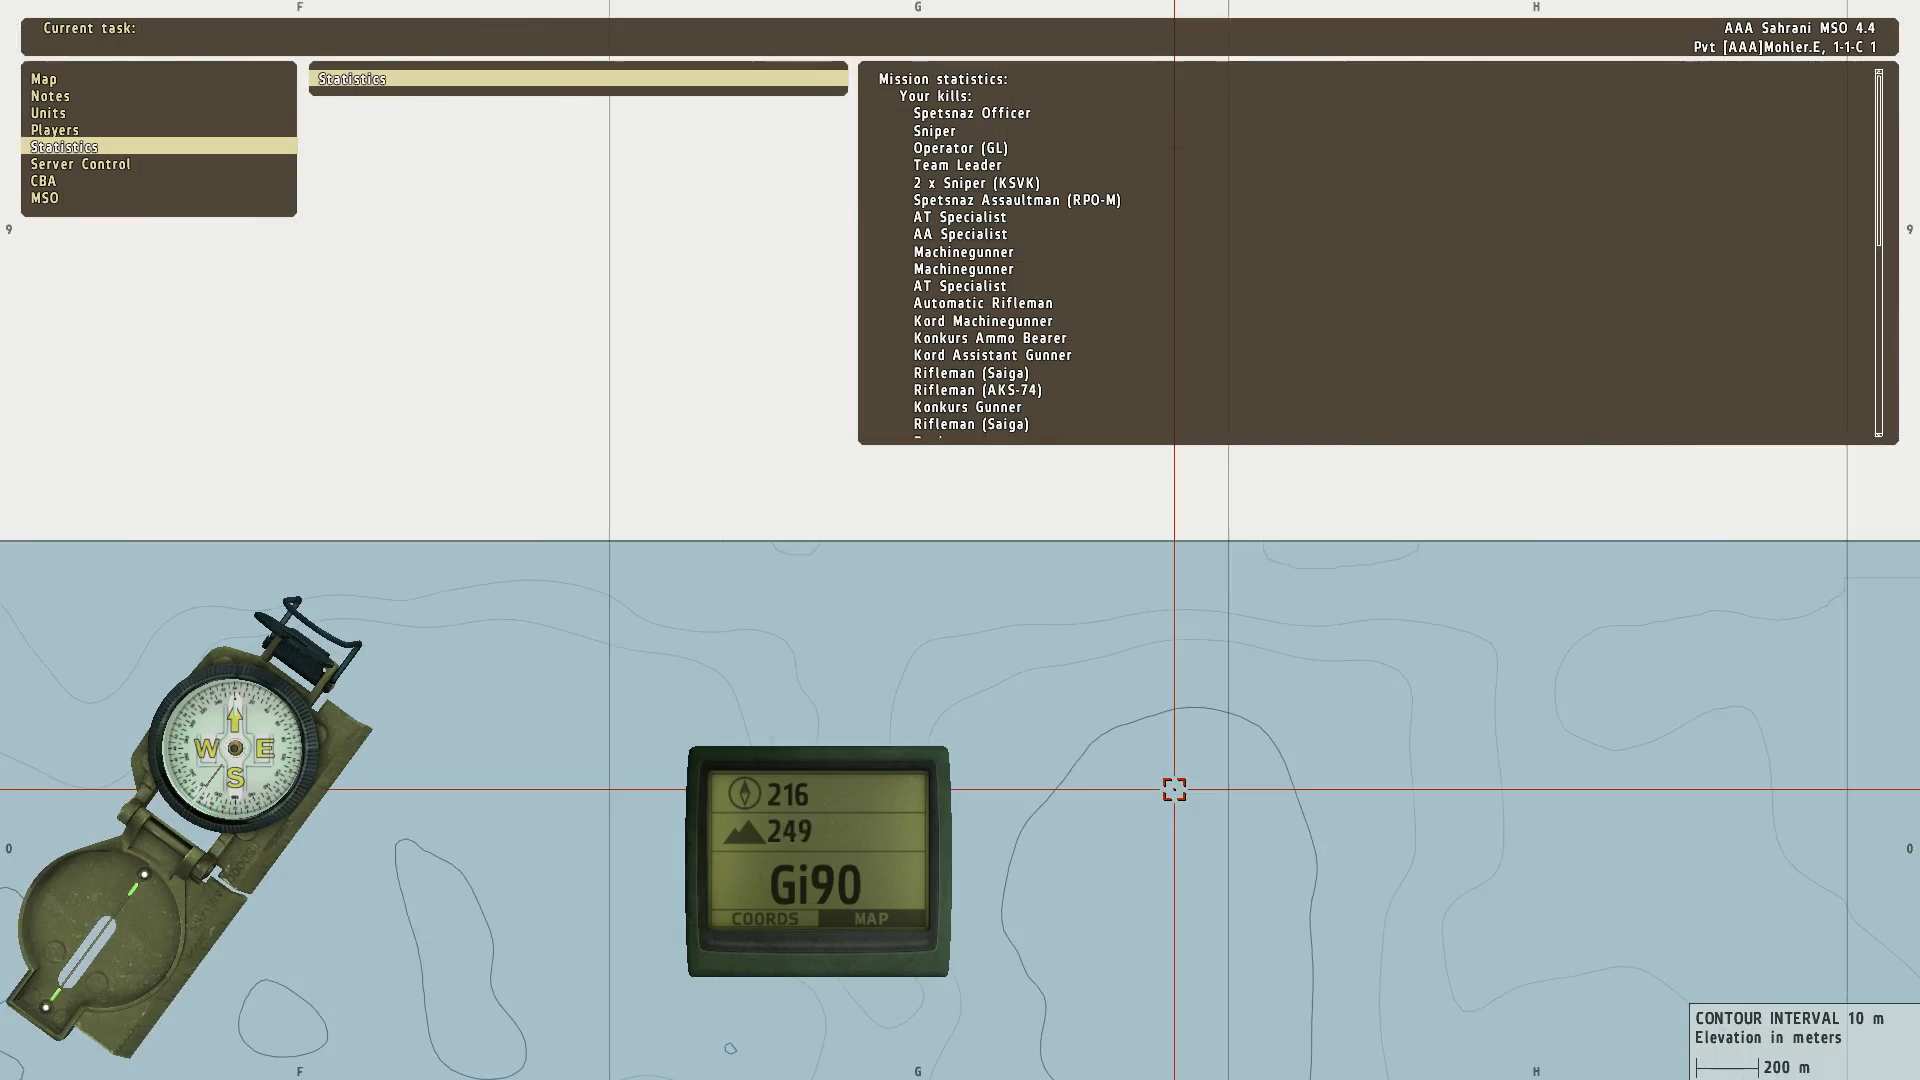 F G H
Current task:
AAA Sahrani MSO 4.4
Pvt [AAA]Mohler.E, 1-1-C 1
Map
Notes
Units
Players
Statistics
Server Control
CBA
MSO
Statistics
Mission statistics:
Your kills:
Spetsnaz Officer
Sniper
Operator (GL)
Team Leader
2 x Sniper (KSVK)
Spetsnaz Assaultman (RPO-M)
AT Specialist
AA Specialist
Machinegunner
Machinegunner
AT Specialist
Automatic Rifleman
Kord Machinegunner
Konkurs Ammo Bearer
Kord Assistant Gunner
Rifleman (Saiga)
Rifleman (AKS-74)
Konkurs Gunner
Rifleman (Saiga)
9 9
W E
S
216
249
Gi90
COORDS MAP
0 0
CONTOUR INTERVAL 10 m
Elevation in meters
200 m
F G H